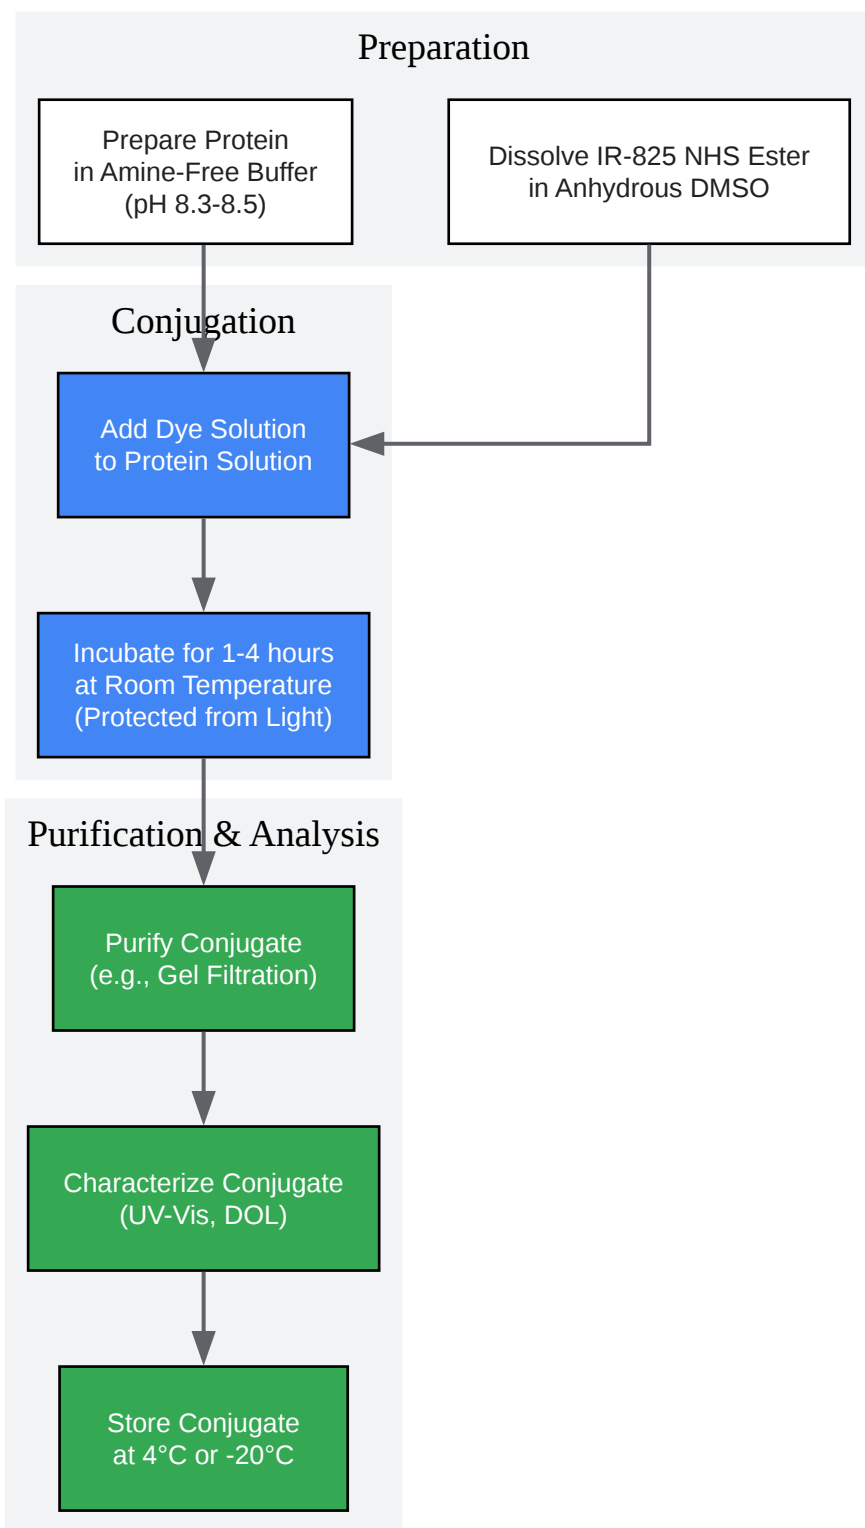 Preparation
Prepare Protein
in Amine-Free Buffer
(pH 8.3-8.5)
Dissolve IR-825 NHS Ester
in Anhydrous DMSO
Conjugation
Add Dye Solution
to Protein Solution
Incubate for 1-4 hours
at Room Temperature
(Protected from Light)
Purification & Analysis
Purify Conjugate
(e.g., Gel Filtration)
Characterize Conjugate
(UV-Vis, DOL)
Store Conjugate
at 4°C or -20°C